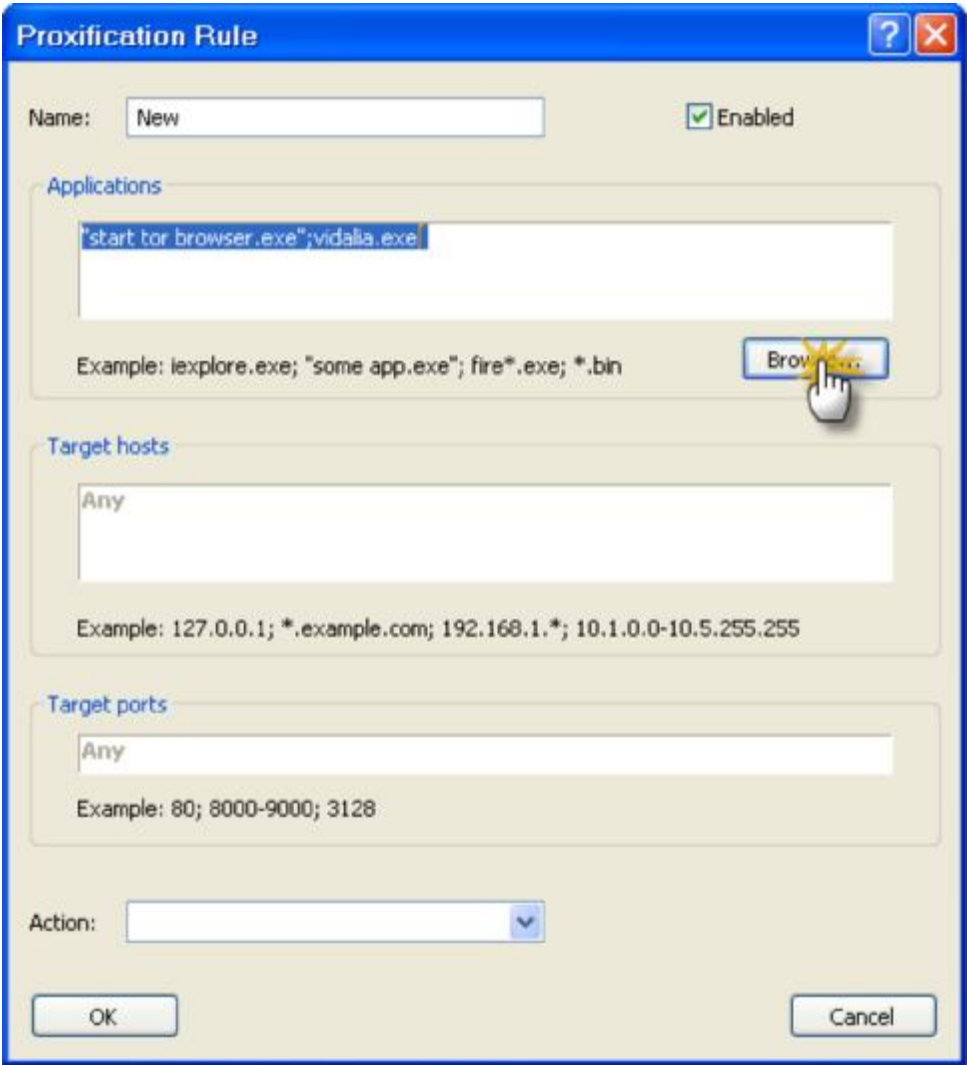 Proxification Rule
Name: New Enabled
Applications
"start tor browser.exe";vidalia.exe
Example: iexplore.exe; "some app.exe"; fire*.exe; *.bin
Target hosts
Any
Example: 127.0.0.1; *.example.com; 192.168.1.*; 10.1.0.0-10.5.255.255
Target ports
Any
Example: 80; 8000-9000; 3128
Action:
OK Cancel